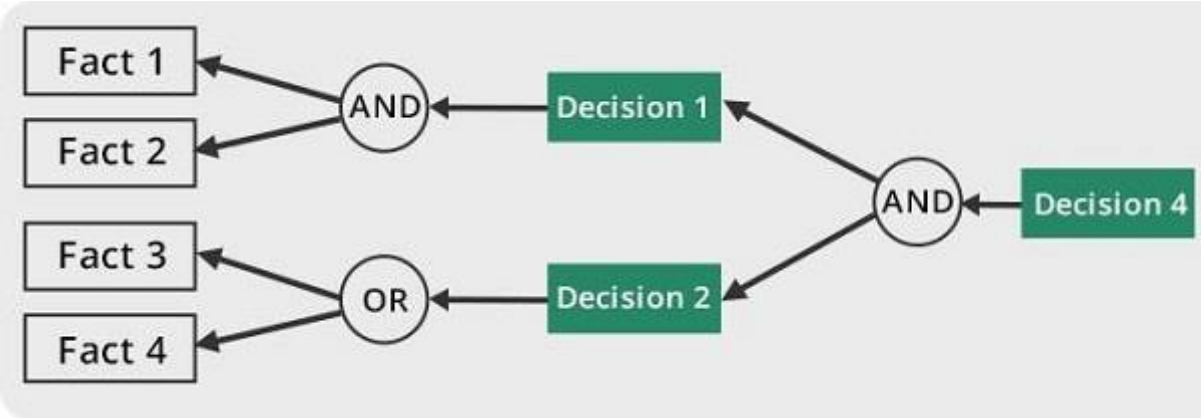 Fact 1
Fact 2
AND
Decision 1
Fact 3
Fact 4
OR
Decision 2
AND
Decision 4